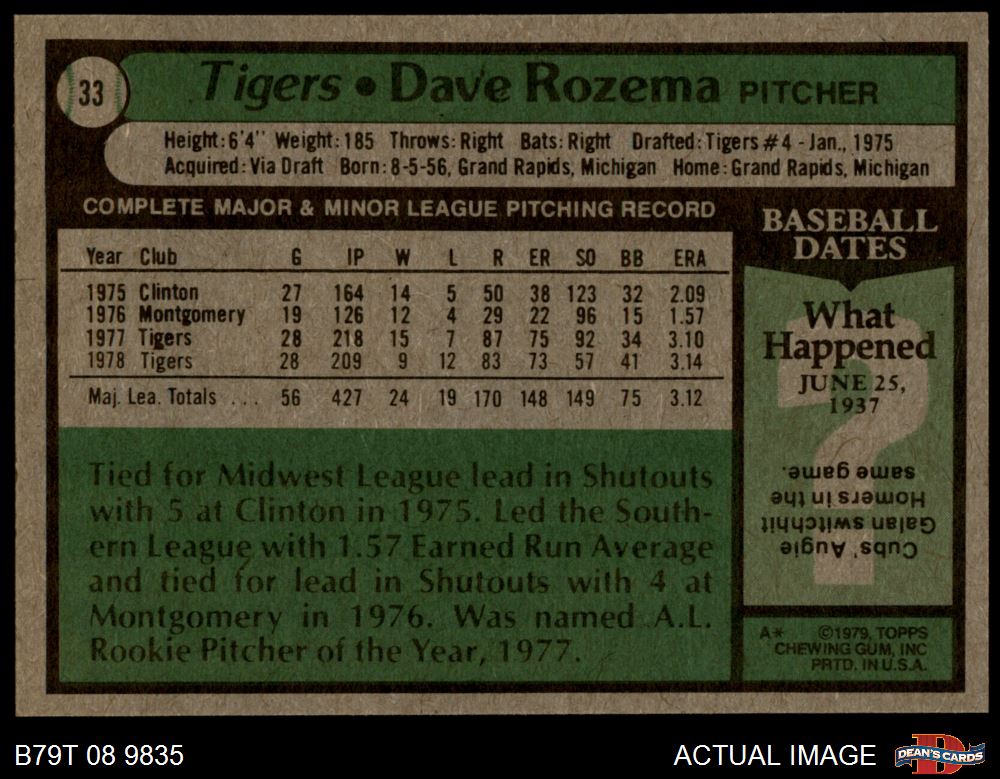 33
Tigers • Dave Rozema PITCHER
Height: 6'4" Weight: 185 Throws: Right Bats: Right Drafted: Tigers #4 - Jan., 1975
Acquired: Via Draft Born: 8-5-56, Grand Rapids, Michigan Home: Grand Rapids, Michigan
COMPLETE MAJOR & MINOR LEAGUE PITCHING RECORD
Year Club G IP W L R ER SO BB ERA
1975 Clinton 27 164 14 5 50 38 123 32 2.09
1976 Montgomery 19 126 12 4 29 22 96 15 1.57
1977 Tigers 28 218 15 7 87 75 92 34 3.10
1978 Tigers 28 209 9 12 83 73 57 41 3.14
Maj. Lea. Totals ... 56 427 24 19 170 148 149 75 3.12
Tied for Midwest League lead in Shutouts
with 5 at Clinton in 1975. Led the South-
ern League with 1.57 Earned Run Average
and tied for lead in Shutouts with 4 at
Montgomery in 1976. Was named A.L.
Rookie Pitcher of the Year, 1977.
BASEBALL
DATES
What
Happened
JUNE 25,
1937
?
Cubs' Augie
Galan switchhit
Homers in the
same game.
A* ©1979, TOPPS
CHEWING GUM, INC
PRTD. IN U.S.A.
B79T 08 9835
ACTUAL IMAGE
D
DEAN'S CARDS